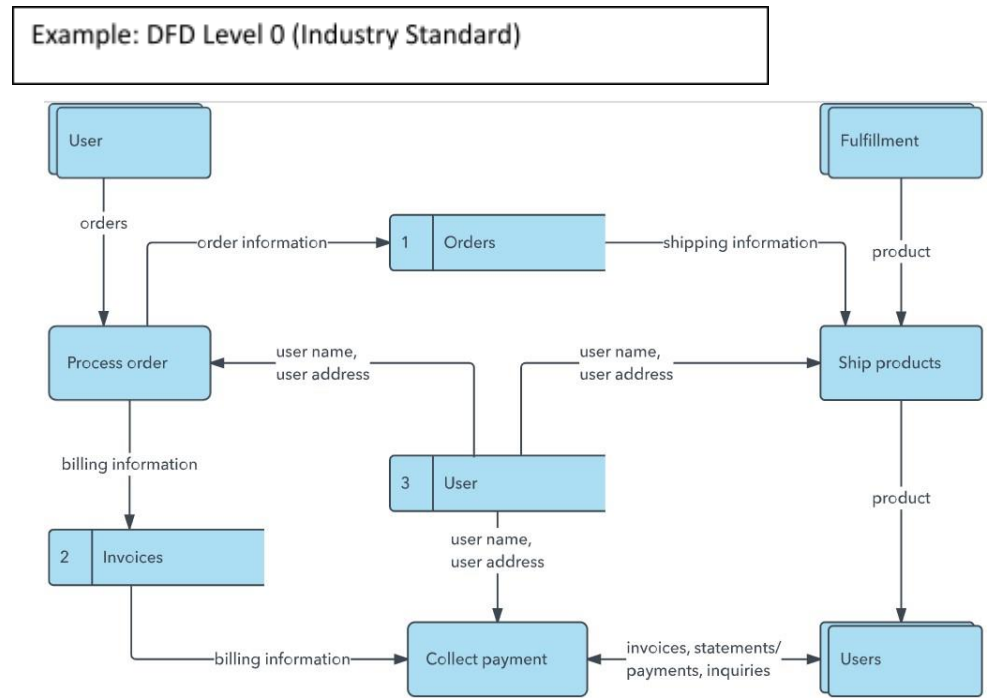 Example: DFD Level 0 (Industry Standard)
User
Fulfillment
orders
order information
1
Orders
shipping information
product
Process order
user name,
user address
user name,
user address
Ship products
billing information
3
User
product
2
Invoices
user name,
user address
billing information
Collect payment
invoices, statements/
payments, inquiries
Users